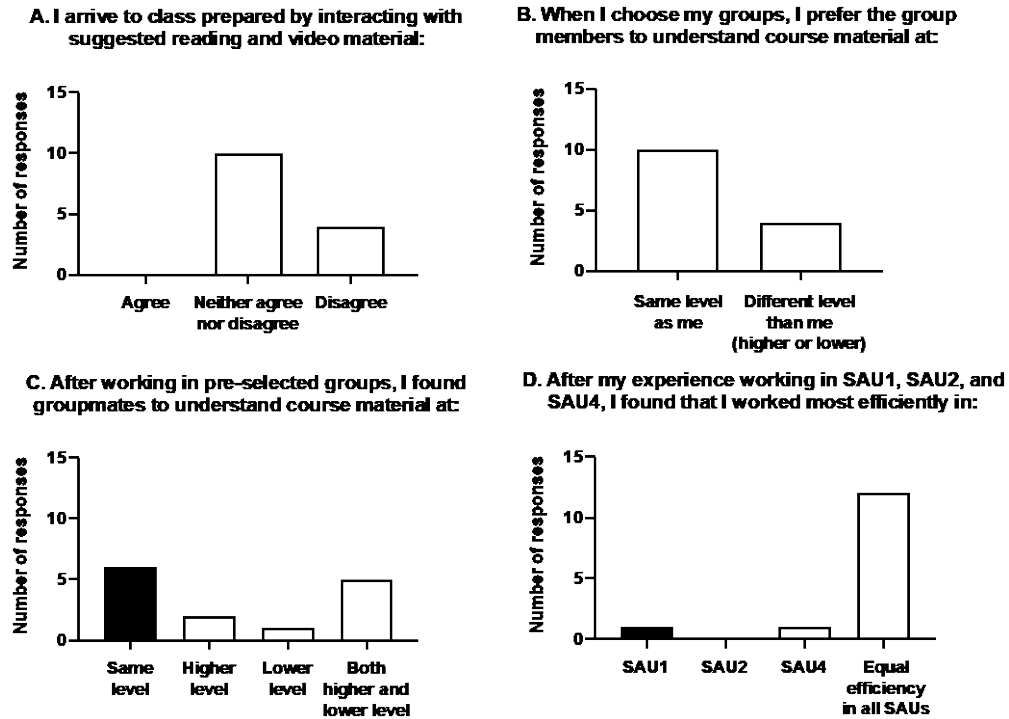 A. I arrive to class prepared by interacting with
suggested reading and video material:
Number of responses
15
10
5
0
Agree
Neither agree
nor disagree
Disagree
B. When I choose my groups, I prefer the group
members to understand course material at:
Number of responses
15
10
5
0
Same level
as me
Different level
than me
(higher or lower)
C. After working in pre-selected groups, I found
groupmates to understand course material at:
Number of responses
15
10
5
0
Same
level
Higher
level
Lower
level
Both
higher and
lower level
D. After my experience working in SAU1, SAU2, and
SAU4, I found that I worked most efficiently in:
Number of responses
15
10
5
0
SAU1
SAU2
SAU4
Equal
efficiency
in all SAUs